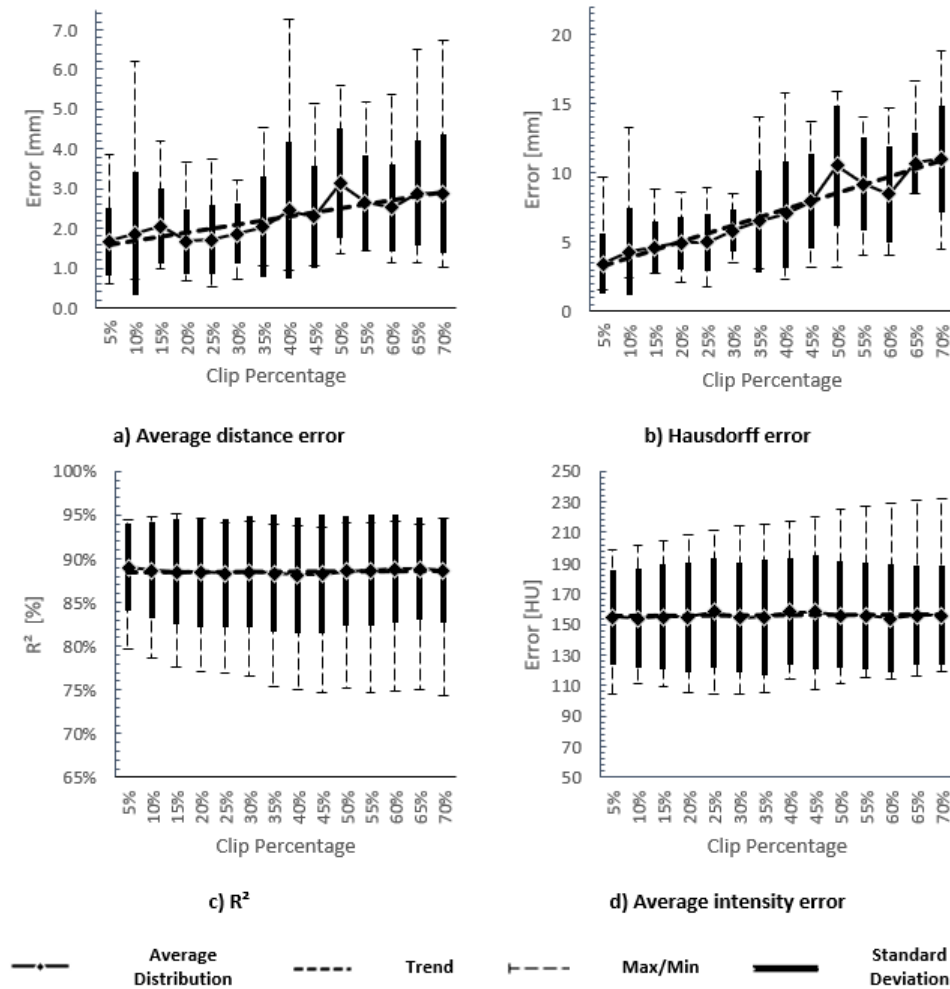 7.0
6.0
5.0
4.0
3.0
2.0
1.0
0.0
Error [mm]
5% 10% 15% 20% 25% 30% 35% 40% 45% 50% 55% 60% 65% 70%
Clip Percentage
a) Average distance error
20
15
10
5
0
Error [mm]
5% 10% 15% 20% 25% 30% 35% 40% 45% 50% 55% 60% 65% 70%
Clip Percentage
b) Hausdorff error
100%
95%
90%
85%
80%
75%
70%
65%
R² [%]
5% 10% 15% 20% 25% 30% 35% 40% 45% 50% 55% 60% 65% 70%
Clip Percentage
c) R²
250
230
210
190
170
150
130
110
90
70
50
Error [HU]
5% 10% 15% 20% 25% 30% 35% 40% 45% 50% 55% 60% 65% 70%
Clip Percentage
d) Average intensity error
Average
Distribution
Trend
Max/Min
Standard
Deviation